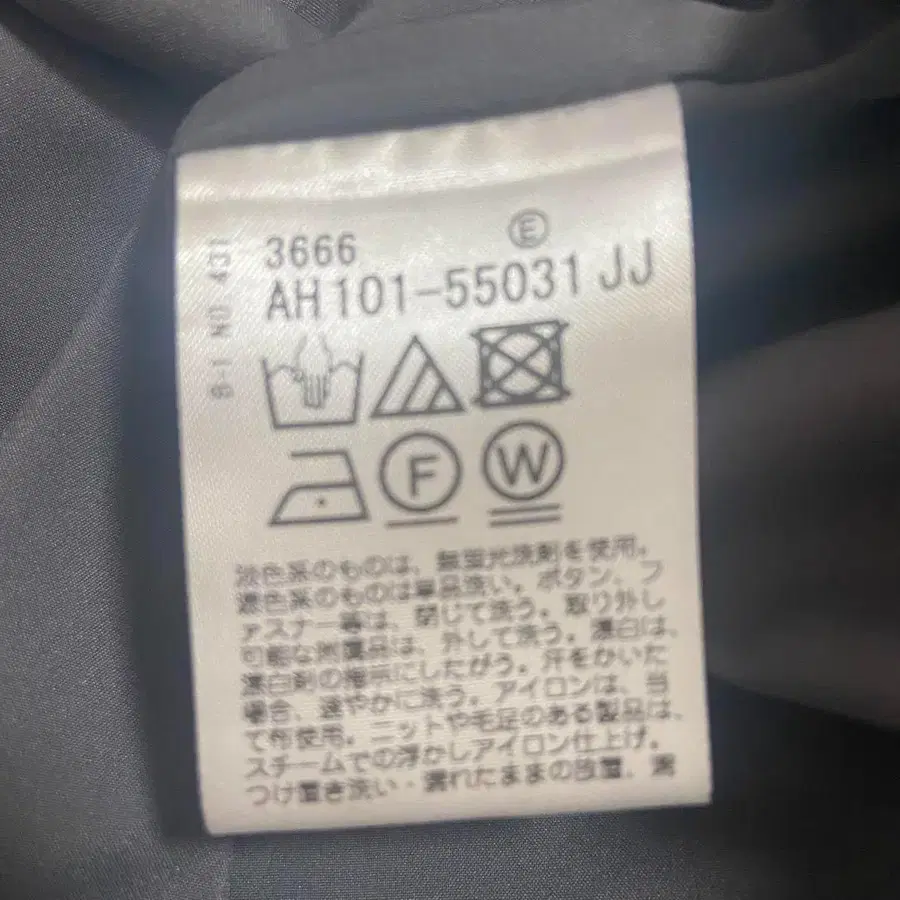 3666 Ⓔ
AH101-55031 JJ
F W
淡色系のものは、無蛍光洗剤を使用。
濃色系のものは単品洗い。ボタン、フ
ァスナー等は、閉じて洗う。取り外し
可能な附属品は、外して洗う。漂白は、
漂白剤の指示にしたがう。汗をかいた
場合、速やかに洗う。アイロンは、当
て布使用。ニットや毛足のある製品は、
スチームでの浮かしアイロン仕上げ。
つけ置き洗い・濡れたままの放置、濡